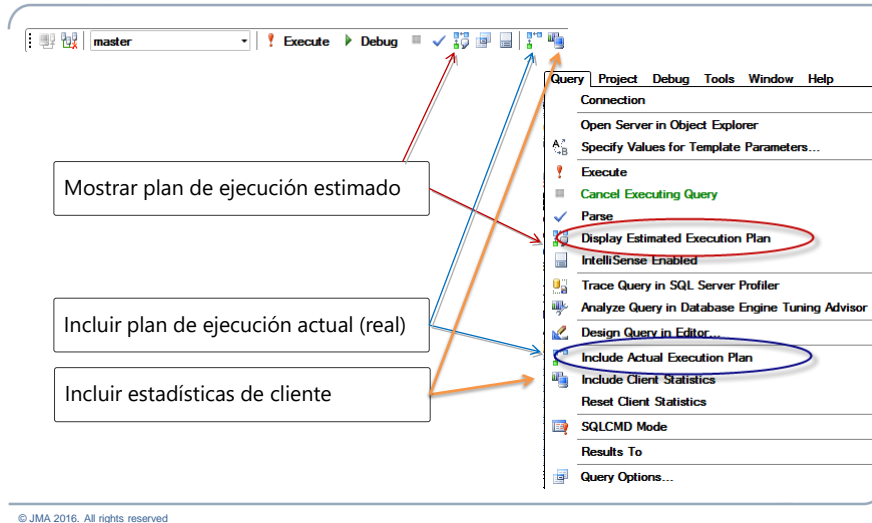 master
Execute
Debug
Query Project Debug Tools Window Help
Connection
Open Server in Object Explorer
Specify Values for Template Parameters...
Execute
Cancel Executing Query
Parse
Display Estimated Execution Plan
IntelliSense Enabled
Trace Query in SQL Server Profiler
Analyze Query in Database Engine Tuning Advisor
Design Query in Editor...
Include Actual Execution Plan
Include Client Statistics
Reset Client Statistics
SQLCMD Mode
Results To
Query Options...
Mostrar plan de ejecución estimado
Incluir plan de ejecución actual (real)
Incluir estadísticas de cliente
© JMA 2016. All rights reserved